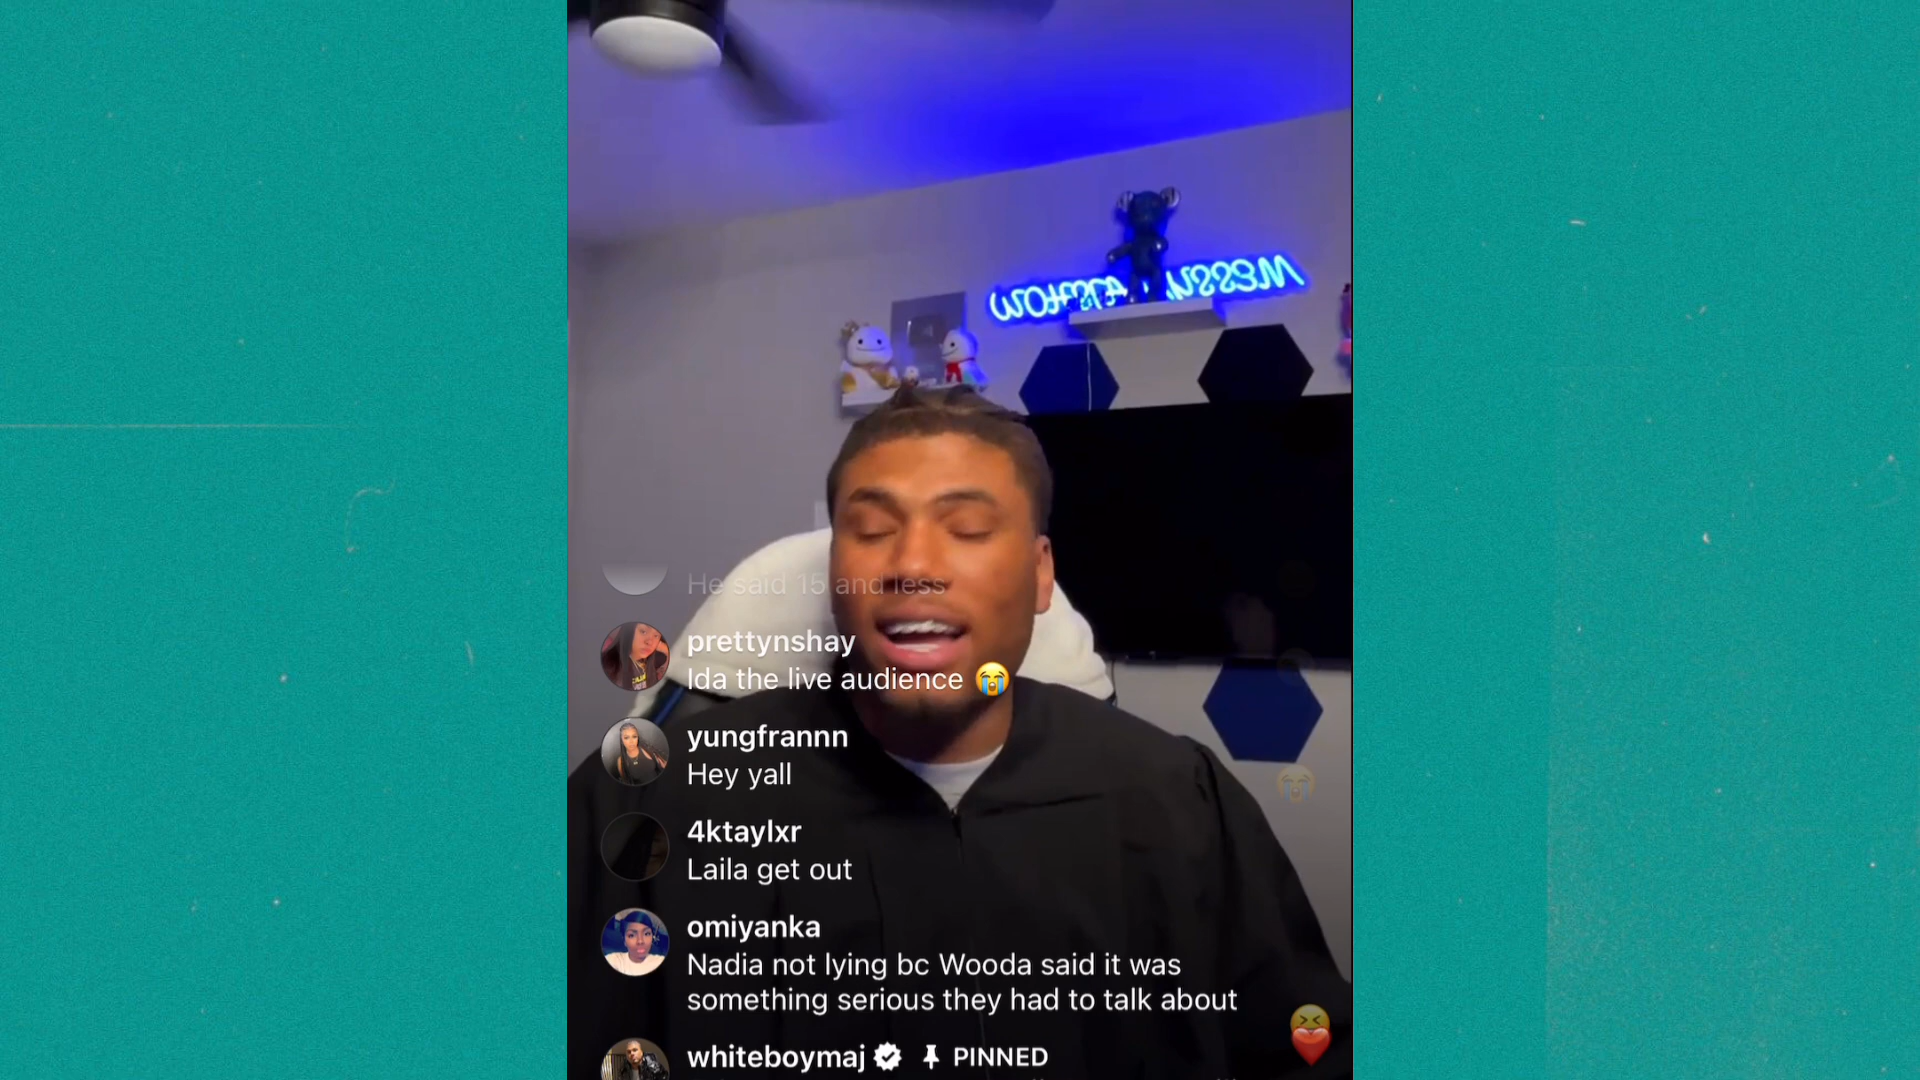 He said 15 and less
prettynshay
Ida the live audience 😭
yungfrannn
Hey yall
4ktaylxr
Laila get out
omiyanka
Nadia not lying bc Wooda said it was
something serious they had to talk about
whiteboymaj PINNED